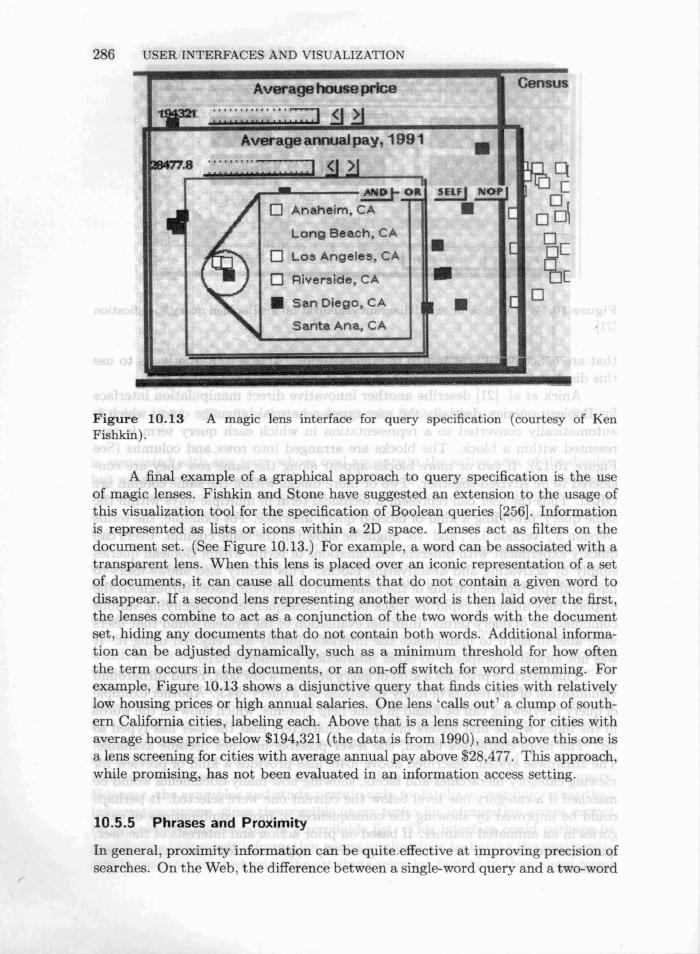 286 USER INTERFACES AND VISUALIZATION
Average house price
Census
194321
Average annual pay, 1991
28477.8
AND OR SELF NOP
Anaheim, CA
Long Beach, CA
Los Angeles, CA
Riverside, CA
San Diego, CA
Santa Ana, CA
Figure 10.13 A magic lens interface for query specification (courtesy of Ken
Fishkin).
A final example of a graphical approach to query specification is the use
of magic lenses. Fishkin and Stone have suggested an extension to the usage of
this visualization tool for the specification of Boolean queries [256]. Information
is represented as lists or icons within a 2D space. Lenses act as filters on the
document set. (See Figure 10.13.) For example, a word can be associated with a
transparent lens. When this lens is placed over an iconic representation of a set
of documents, it can cause all documents that do not contain a given word to
disappear. If a second lens representing another word is then laid over the first,
the lenses combine to act as a conjunction of the two words with the document
set, hiding any documents that do not contain both words. Additional informa-
tion can be adjusted dynamically, such as a minimum threshold for how often
the term occurs in the documents, or an on-off switch for word stemming. For
example, Figure 10.13 shows a disjunctive query that finds cities with relatively
low housing prices or high annual salaries. One lens ‘calls out’ a clump of south-
ern California cities, labeling each. Above that is a lens screening for cities with
average house price below $194,321 (the data is from 1990), and above this one is
a lens screening for cities with average annual pay above $28,477. This approach,
while promising, has not been evaluated in an information access setting.
10.5.5 Phrases and Proximity
In general, proximity information can be quite effective at improving precision of
searches. On the Web, the difference between a single-word query and a two-word